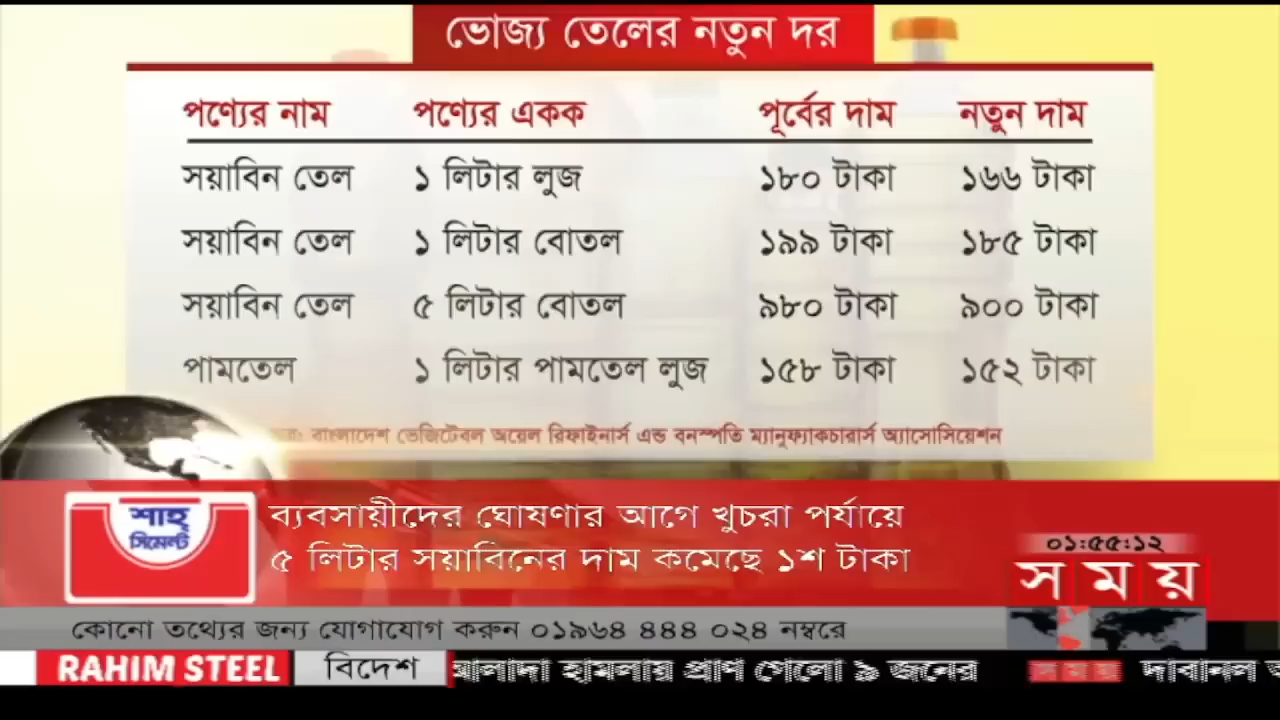 ভোজ্য তেলের নতুন দর
পণ্যের নাম পণ্যের একক পূর্বের দাম নতুন দাম
সয়াবিন তেল ১ লিটার লুজ ১৮০ টাকা ১৬৬ টাকা
সয়াবিন তেল ১ লিটার বোতল ১৯৯ টাকা ১৮৫ টাকা
সয়াবিন তেল ৫ লিটার বোতল ৯৮০ টাকা ৯০০ টাকা
পামতেল ১ লিটার পামতেল লুজ ১৫৮ টাকা ১৫২ টাকা
বাংলাদেশ ভেজিটেবল অয়েল রিফাইনার্স এন্ড বনস্পতি ম্যানুফ্যাকচারার্স অ্যাসোসিয়েশন
শাহ্
সিমেন্ট
ব্যবসায়ীদের ঘোষণার আগে খুচরা পর্যায়ে
৫ লিটার সয়াবিনের দাম কমেছে ১শ টাকা
০১:৫৫:১২
সময়
কোনো তথ্যের জন্য যোগাযোগ করুন ০১৯৬৪ ৪৪৪ ০২৪ নম্বরে
RAHIM STEEL বিদেশ হামলায় প্রাণ গেলো ৯ জনের সময় দাবানল